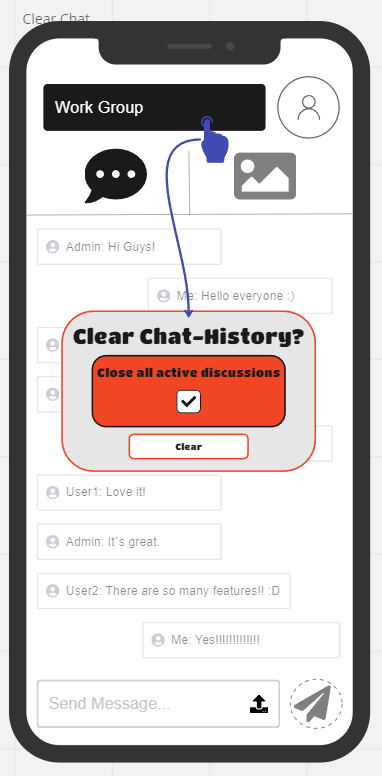 Clear Chat
Work Group
Admin: Hi Guys!
Me: Hello everyone :)
Clear Chat-History?
Close all active discussions
Clear
User1: Love it!
Admin: It`s great.
User2: There are so many features!! :D
Me: Yes!!!!!!!!!!!!!
Send Message...